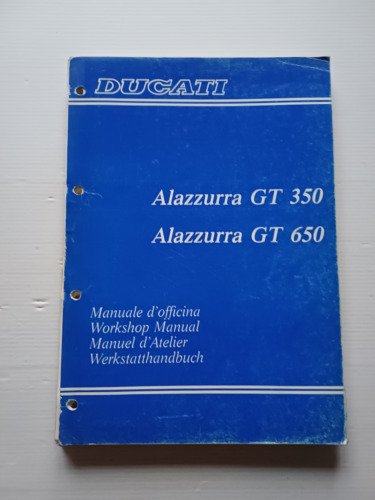 DUCATI
Alazzurra GT 350
Alazzurra GT 650
Manuale d'officina
Workshop Manual
Manuel d'Atelier
Werkstatthandbuch